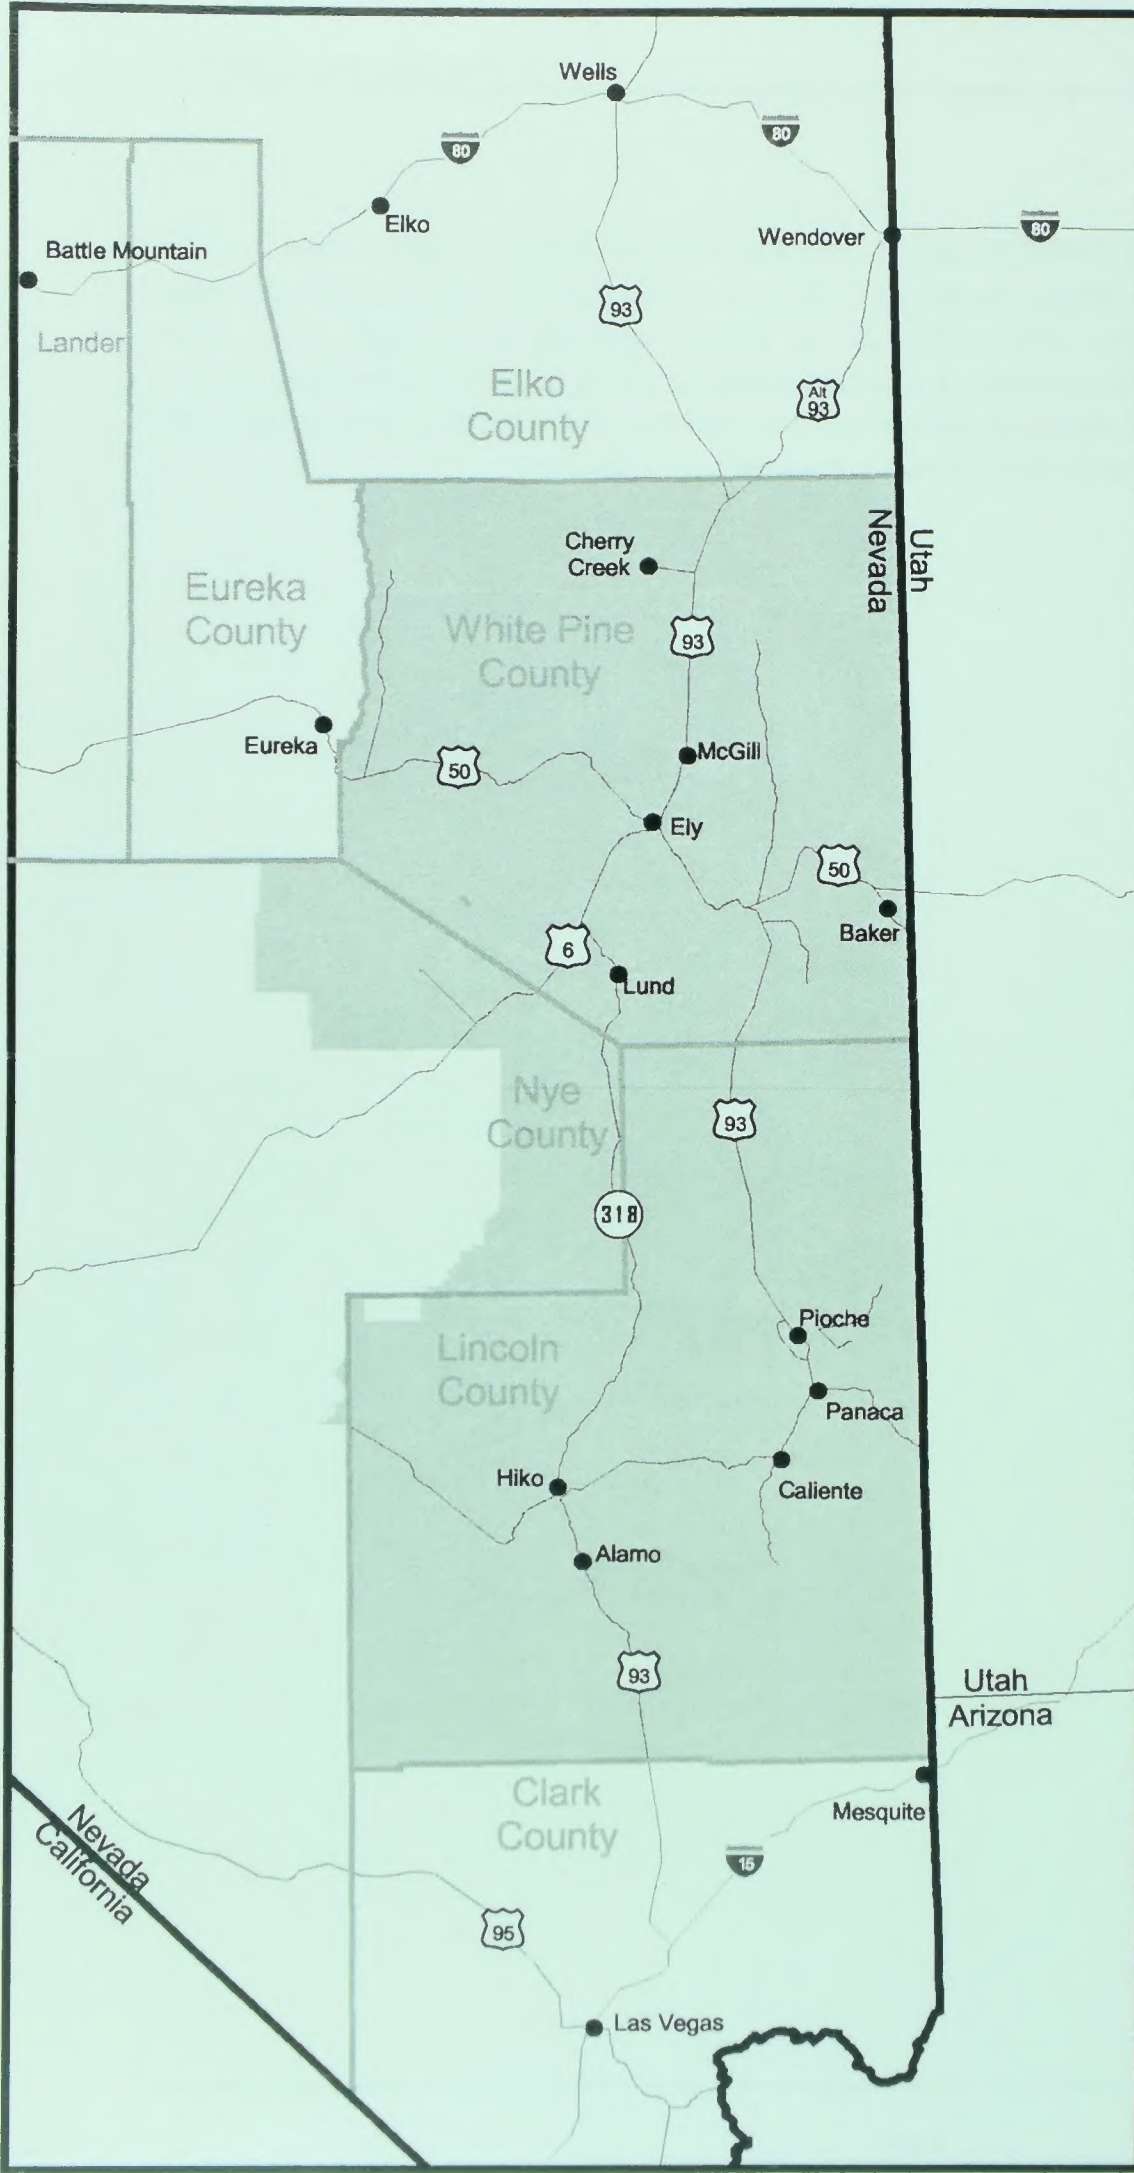 Wells
80
80
Elko
Battle Mountain
Wendover
80
93
Lander
Elko
County
Alt
93
Utah
Nevada
Cherry
Creek
Eureka
County
White Pine
County
93
Eureka
50
McGill
Ely
50
Baker
6
Lund
Nye
County
93
318
Pioche
Lincoln
County
Panaca
Hiko
Caliente
Alamo
93
Utah
Arizona
Clark
County
Mesquite
Nevada
California
15
95
Las Vegas